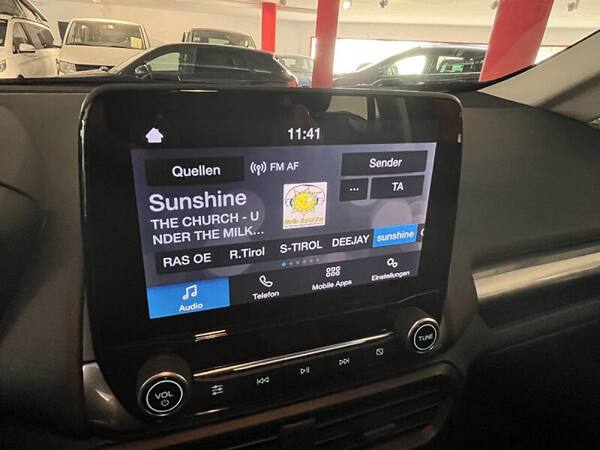 11:41
Quellen
FM AF
Sender
...
TA
Sunshine
THE CHURCH - U
NDER THE MILK...
RAS OE
R.Tirol
S-TIROL
DEEJAY
sunshine
Audio
Telefon
Mobile Apps
Einstellungen
VOL
TUNE